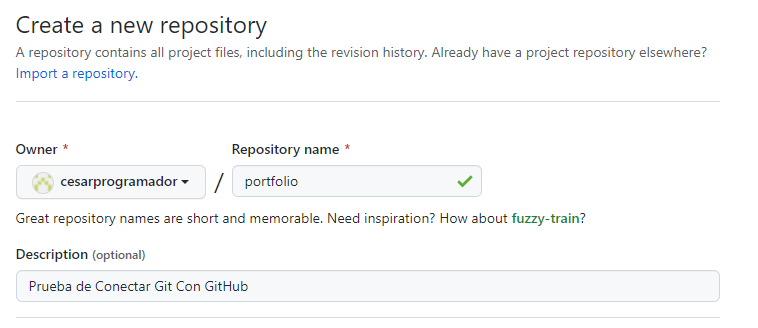 Create a new repository
A repository contains all project files, including the revision history. Already have a project repository elsewhere?
Import a repository.
Owner * Repository name *
cesarprogramador / portfolio
Great repository names are short and memorable. Need inspiration? How about fuzzy-train?
Description (optional)
Prueba de Conectar Git Con GitHub